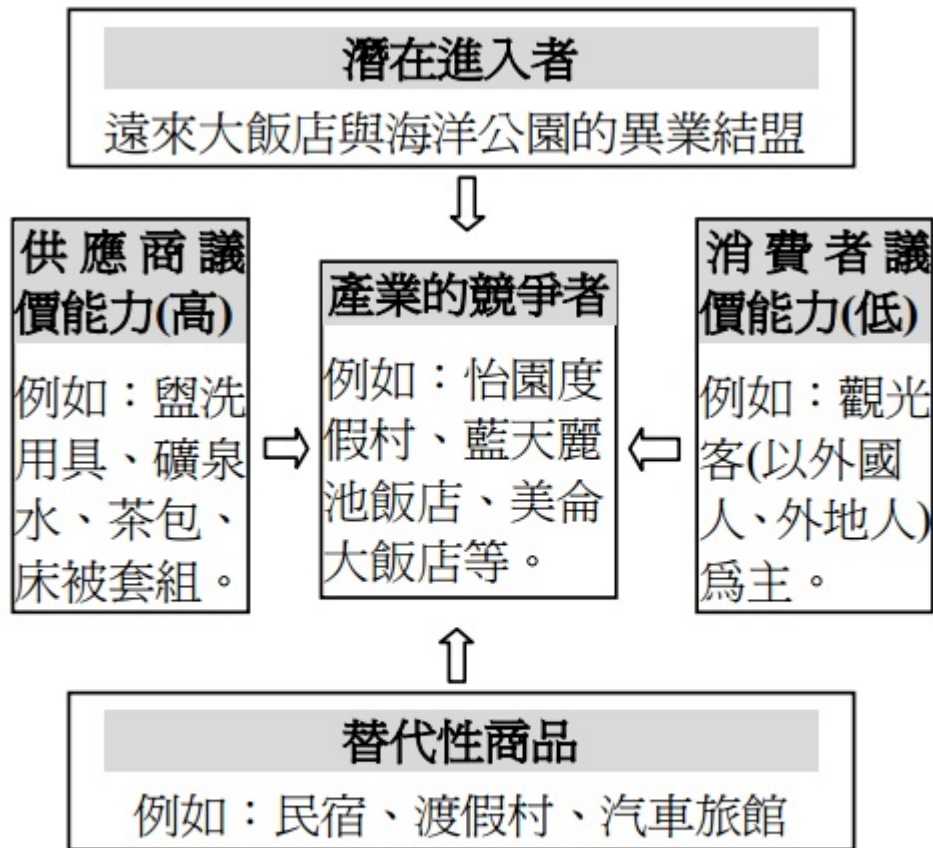 潛在進入者
遠來大飯店與海洋公園的異業結盟
供應商議
價能力(高)
例如：盥洗
用具、礦泉
水、茶包、
床被套組。
產業的競爭者
例如：怡園度
假村、藍天麗
池飯店、美侖
大飯店等。
消費者議
價能力(低)
例如：觀光
客(以外國
人、外地人)
為主。
替代性商品
例如：民宿、渡假村、汽車旅館